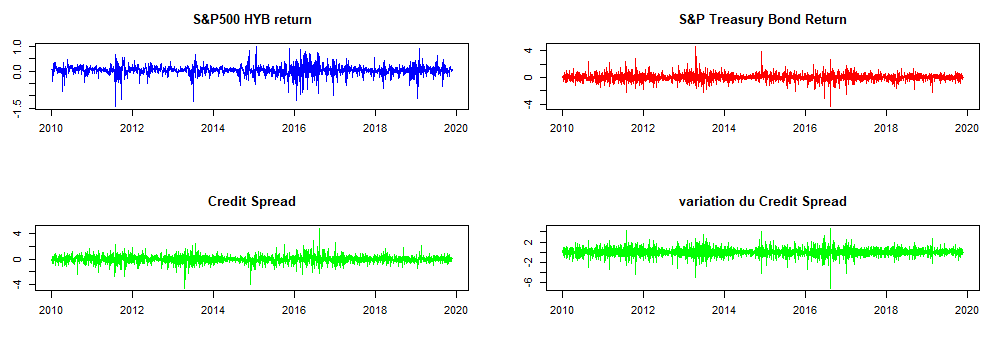 S&P500 HYB return
1.0
0.0
-1.5
2010 2012 2014 2016 2018 2020
S&P Treasury Bond Return
4
0
-4
2010 2012 2014 2016 2018 2020
Credit Spread
4
0
-4
2010 2012 2014 2016 2018 2020
variation du Credit Spread
2
-2
-6
2010 2012 2014 2016 2018 2020